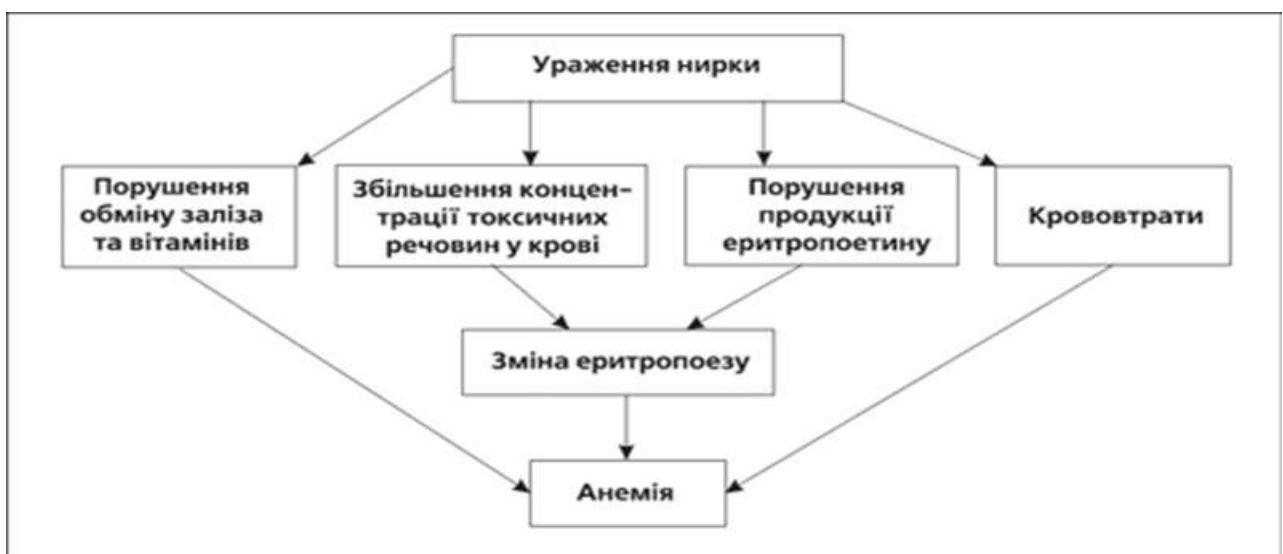 Ураження нирки
Порушення
обміну заліза
та вітамінів
Збільшення концен-
трації токсичних
речовин у крові
Порушення
продукції
еритропоетину
Крововтрати
Зміна еритропоезу
Анемія